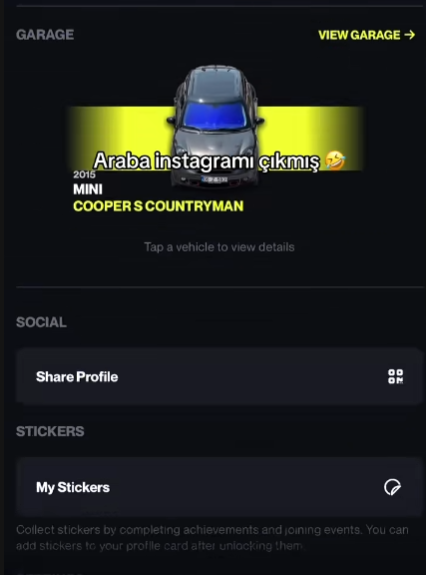 GARAGE
VIEW GARAGE →
Araba instagramı çıkmış 🤣
2015
MINI
COOPER S COUNTRYMAN
Tap a vehicle to view details
SOCIAL
Share Profile
STICKERS
My Stickers
Collect stickers by completing achievements and joining events. You can
add stickers to your profile card after unlocking them.